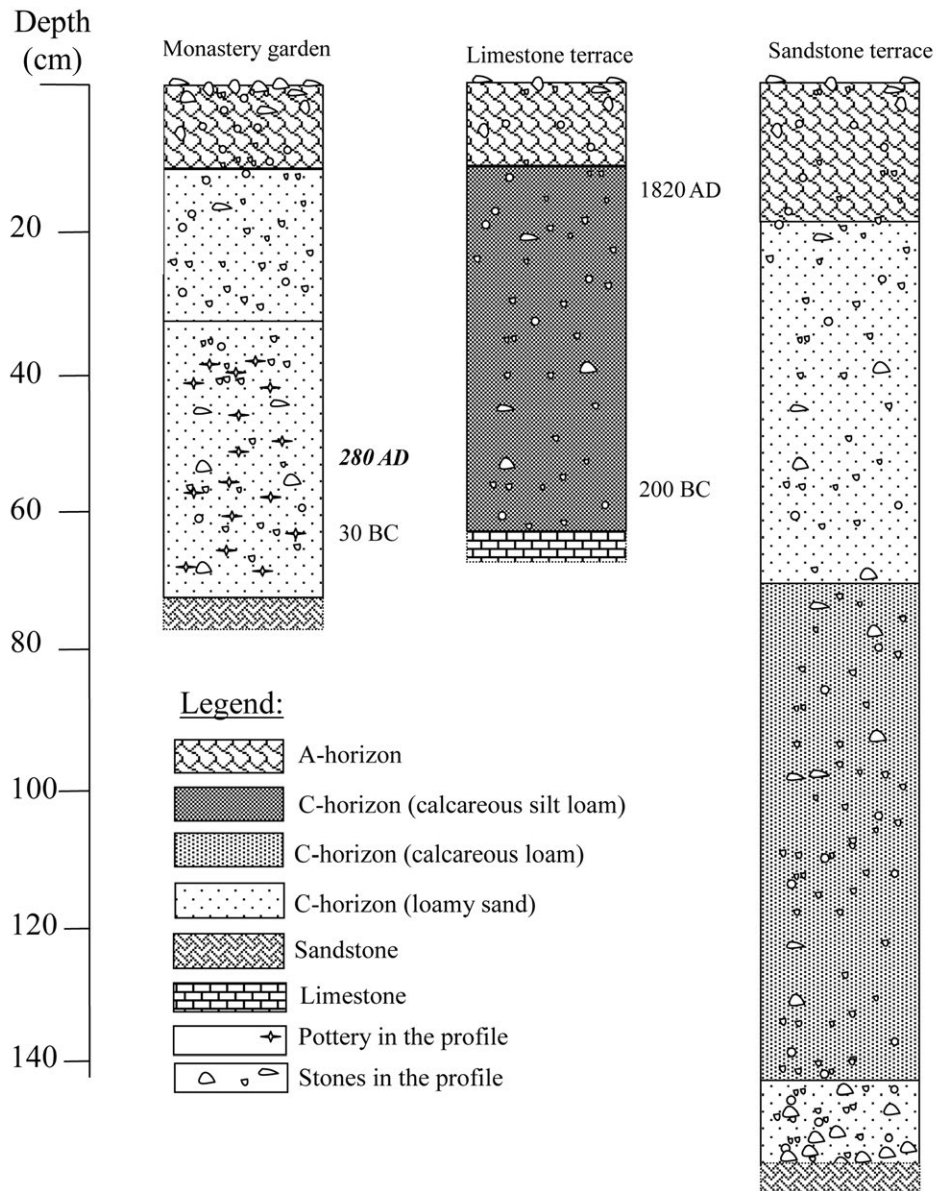 Depth
(cm)
Monastery garden
Limestone terrace
Sandstone terrace
20
40
60
80
100
120
140
280 AD
30 BC
1820 AD
200 BC
Legend:
A-horizon
C-horizon (calcareous silt loam)
C-horizon (calcareous loam)
C-horizon (loamy sand)
Sandstone
Limestone
Pottery in the profile
Stones in the profile